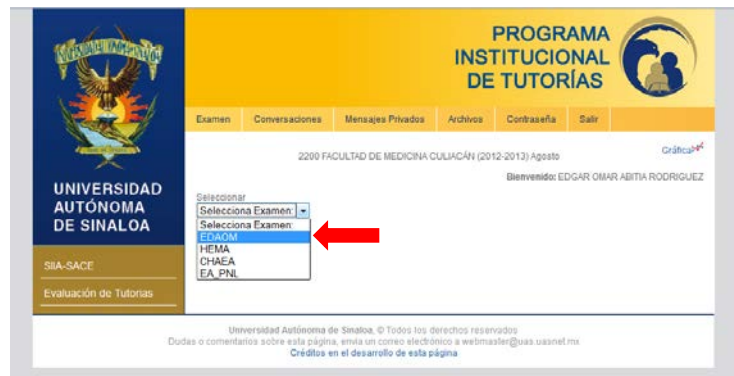 PROGRAMA
INSTITUCIONAL
DE TUTORÍAS
Examen Conversaciones Mensajes Privados Archivos Contraseña Salir
2200 FACULTAD DE MEDICINA CULIACÁN (2012-2013) Agosto
Gráfica
Bienvenido: EDGAR OMAR ABITIA RODRIGUEZ
UNIVERSIDAD
AUTÓNOMA
DE SINALOA
SIIA-SACE
Evaluación de Tutorias
Seleccionar
Selecciona Examen:
Selecciona Examen:
EDAOM
HEMA
CHAEA
EA_PNL
Universidad Autónoma de Sinaloa, © Todos los derechos reservados
Dudas o comentarios sobre esta página, envia un correo electrónico a webmaster@uas.uasnet.mx
Créditos en el desarrollo de esta página